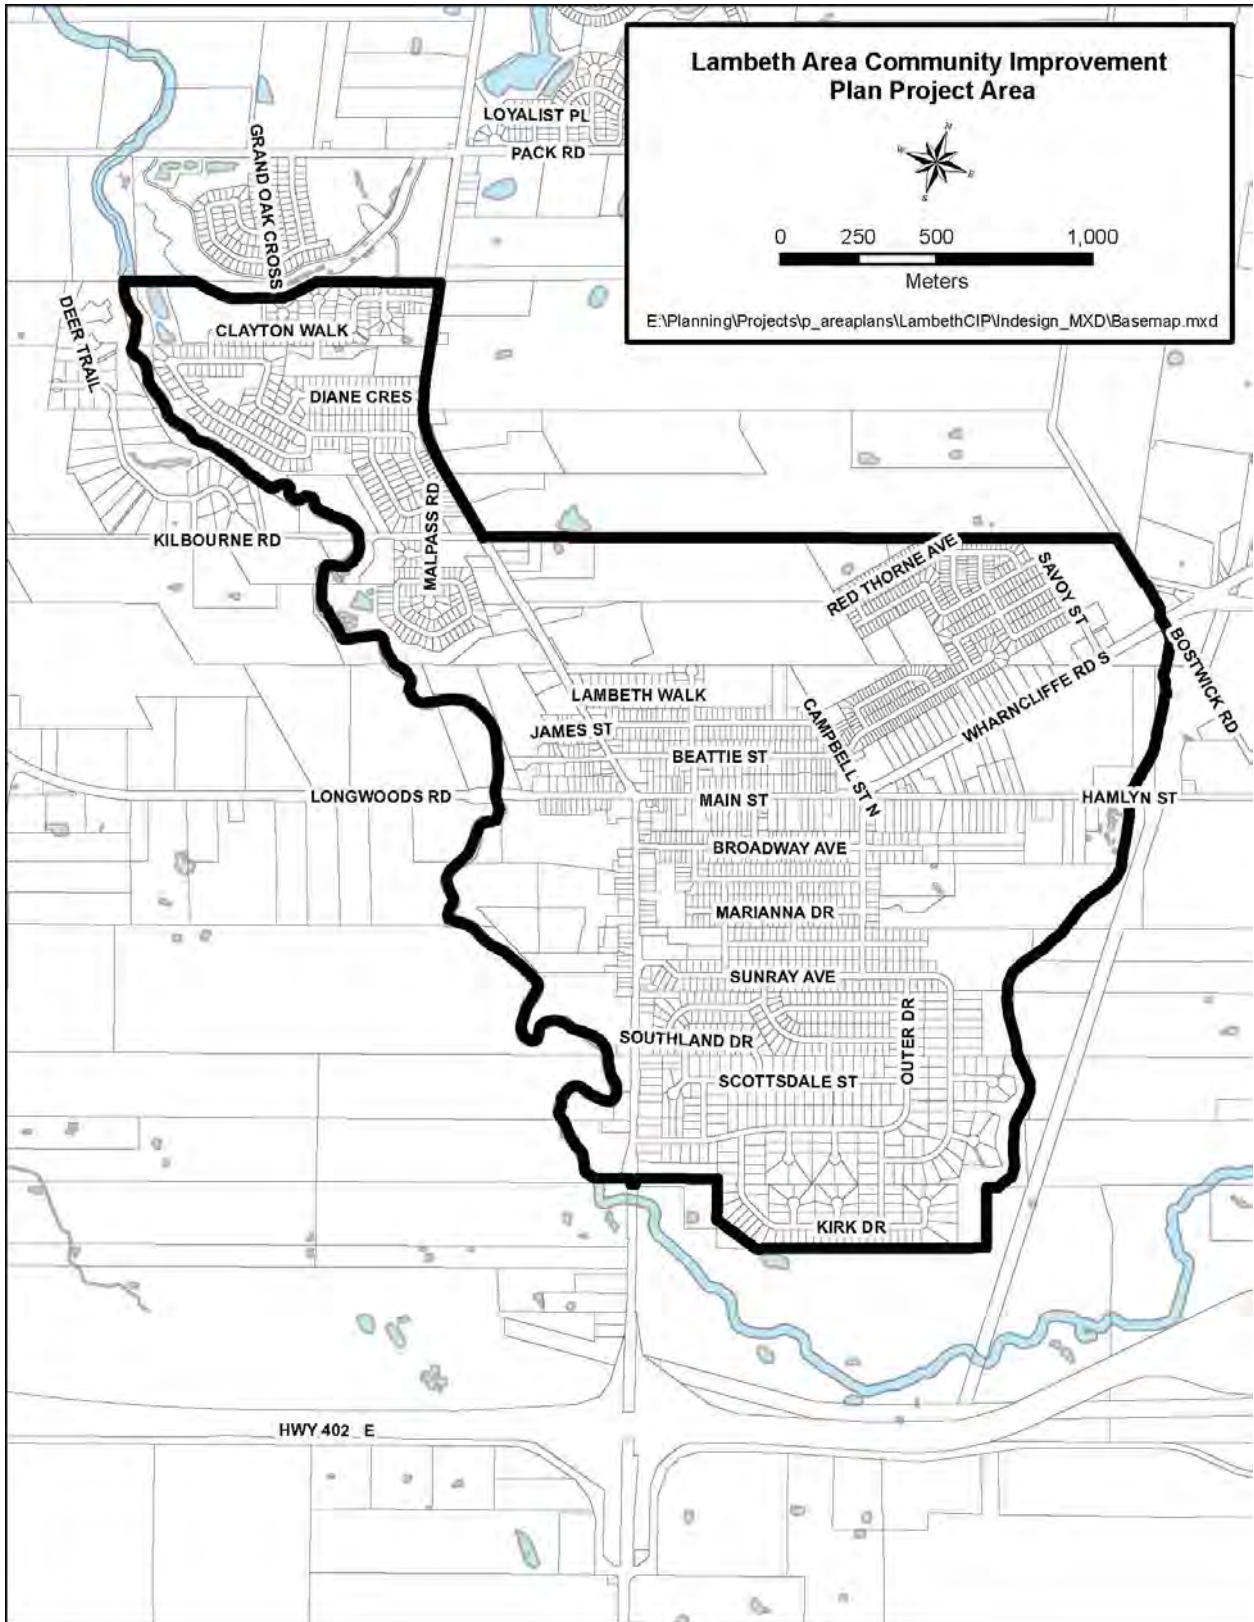 Lambeth Area Community Improvement
Plan Project Area
N
W
E
S
0 250 500 1,000
Meters
E:\Planning\Projects\p_areaplans\LambethCIP\Indesign_MXD\Basemap.mxd
LOYALIST PL
PACK RD
GRAND OAK CROSS
DEER TRAIL
CLAYTON WALK
DIANE CRES
MALPASS RD
KILBOURNE RD
RED THORNE AVE
SAVOY ST
BOSTWICK RD
WHARNCLIFFE RD S
LAMBETH WALK
JAMES ST
CAMPBELL ST N
BEATTIE ST
LONGWOODS RD
MAIN ST
HAMLYN ST
BROADWAY AVE
MARIANNA DR
SUNRAY AVE
OUTER DR
SOUTHLAND DR
SCOTTSDALE ST
KIRK DR
HWY 402 E